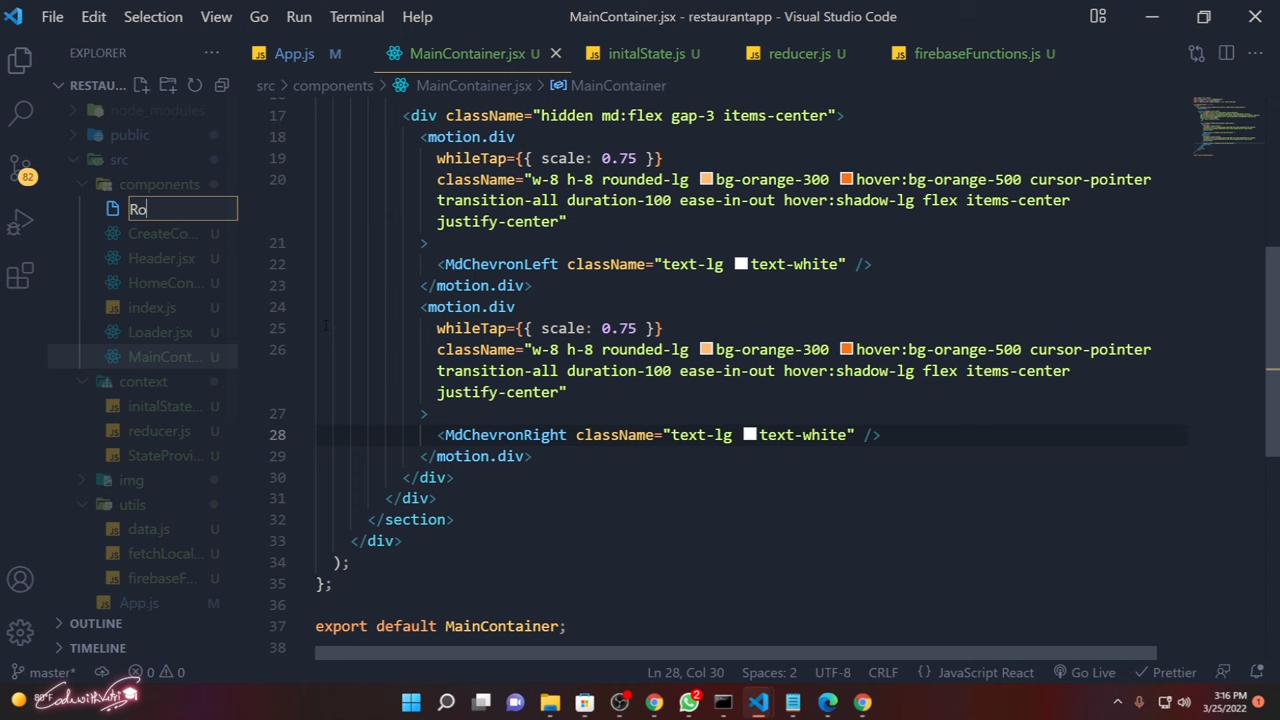 File Edit Selection View Go Run Terminal Help
MainContainer.jsx - restaurantapp - Visual Studio Code
EXPLORER
App.js M
MainContainer.jsx U
initalState.js U
reducer.js U
firebaseFunctions.js U
RESTAU...
src > components > MainContainer.jsx > MainContainer
node_modules
public
src
components
Ro
CreateCo... U
Header.jsx U
HomeCon... U
index.js U
Loader.jsx U
MainCont... U
context
initalState... U
reducer.js U
StateProvi... U
img
utils
data.js U
fetchLocal... U
firebaseF... U
App.js M
OUTLINE
TIMELINE
82
17 <div className="hidden md:flex gap-3 items-center">
18 <motion.div
19 whileTap={{ scale: 0.75 }}
20 className="w-8 h-8 rounded-lg bg-orange-300 hover:bg-orange-500 cursor-pointer
transition-all duration-100 ease-in-out hover:shadow-lg flex items-center
justify-center"
21 >
22 <MdChevronLeft className="text-lg text-white" />
23 </motion.div>
24 <motion.div
25 whileTap={{ scale: 0.75 }}
26 className="w-8 h-8 rounded-lg bg-orange-300 hover:bg-orange-500 cursor-pointer
transition-all duration-100 ease-in-out hover:shadow-lg flex items-center
justify-center"
27 >
28 <MdChevronRight className="text-lg text-white" />
29 </motion.div>
30 </div>
31 </div>
32 </section>
33 </div>
34 );
35 };
36
37 export default MainContainer;
38
master* 0 0 Ln 28, Col 30 Spaces: 2 UTF-8 CRLF {} JavaScript React Go Live Prettier
80°F
2
3:16 PM
3/25/2022
1